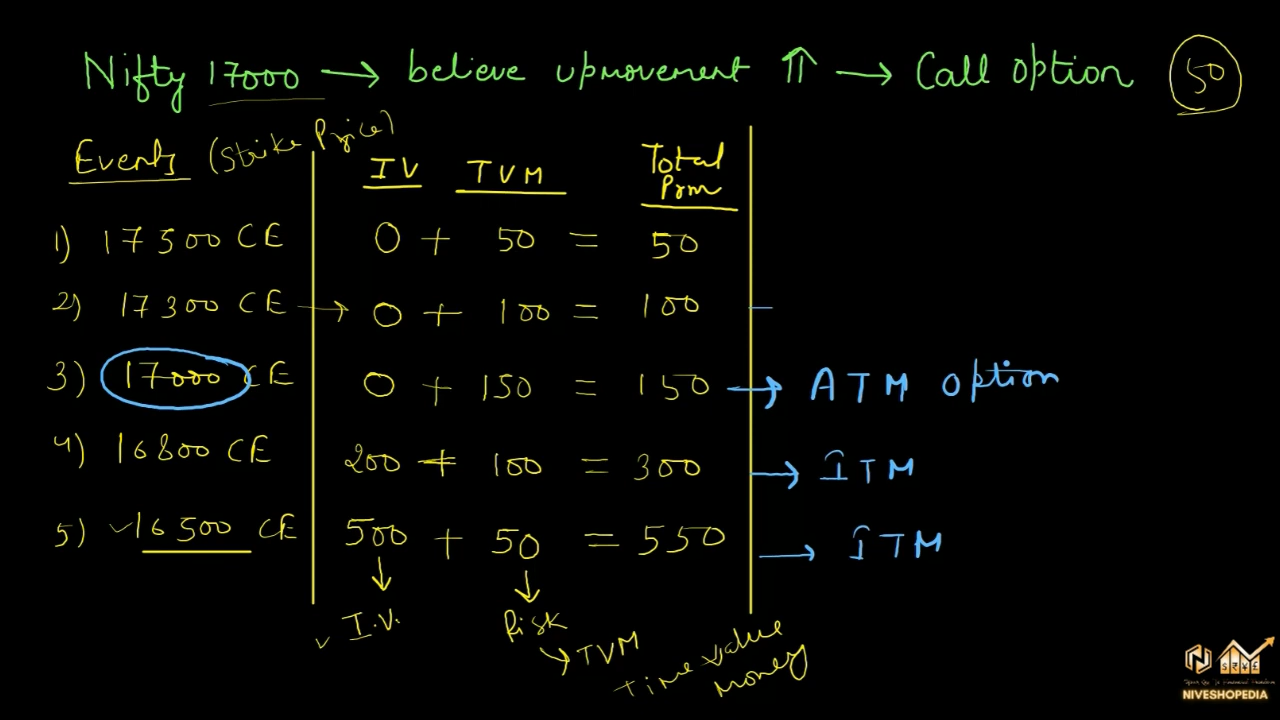 Nifty 17000 → believe upmovement ⇑ → Call option 50
Events (Strike Price) IV TVM Total Prm
1) 17500 CE 0 + 50 = 50
2) 17300 CE → 0 + 100 = 100 –
3) 17000 CE 0 + 150 = 150 → ATM option
4) 16800 CE 200 + 100 = 300 → ITM
5) ✓16500 CE 500 + 50 = 550 → ITM
✓ I.V. Risk
→ TVM
Time value money
NIVESHOPEDIA